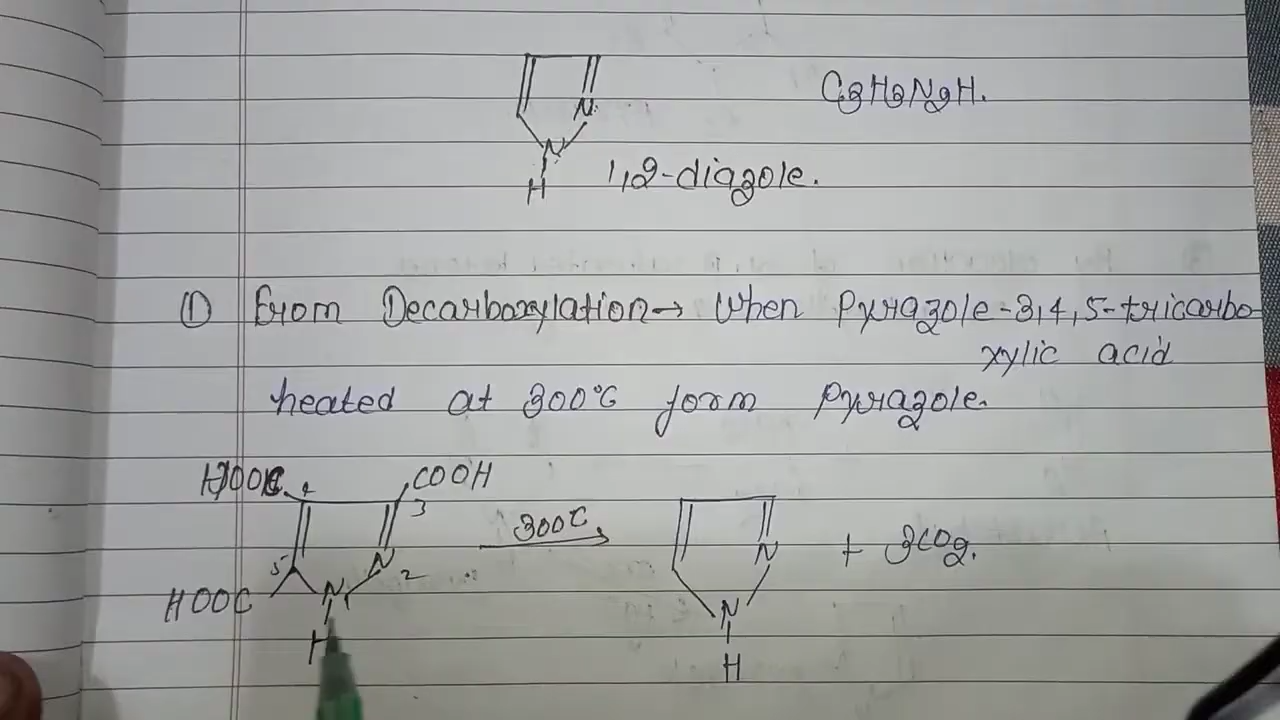 C3H3N2H.
N
N
H
1,2-diazole.
① From Decarboxylation → When Pyrazole-3,4,5-tricarbo-
xylic acid
heated at 300°C form Pyrazole.
HOOC 4 COOH
3
300°C
5 N 2
N + 3CO2.
HOOC N
N
H
H